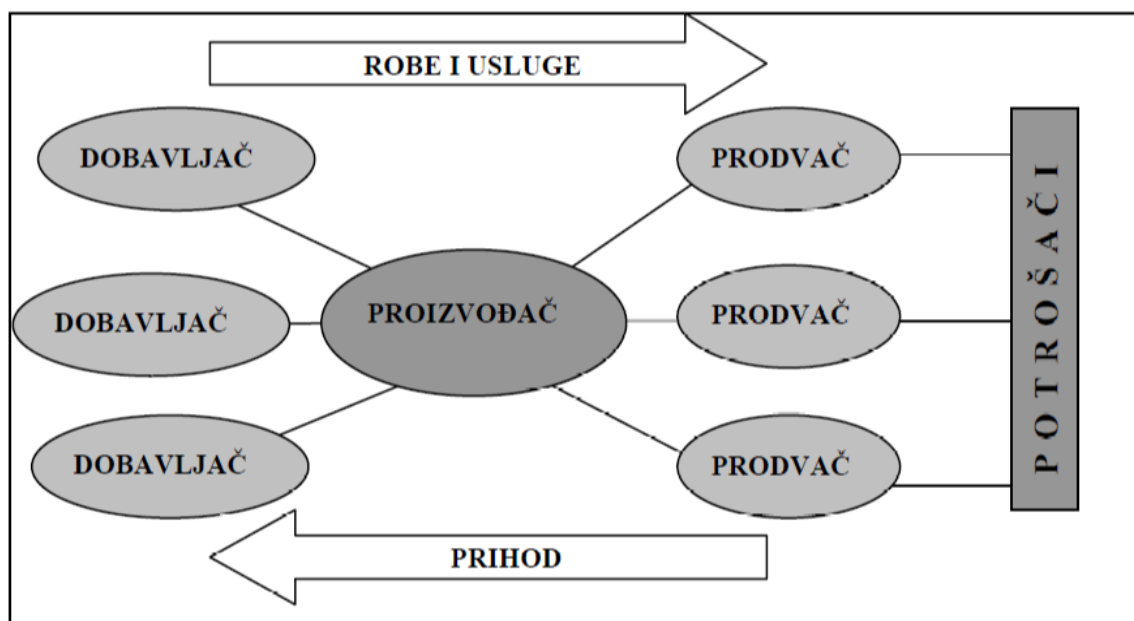 ROBE I USLUGE
DOBAVLJAČ
PRODVAČ
DOBAVLJAČ
PROIZVOĐAČ
PRODVAČ
DOBAVLJAČ
PRODVAČ
POTROŠAČI
PRIHOD